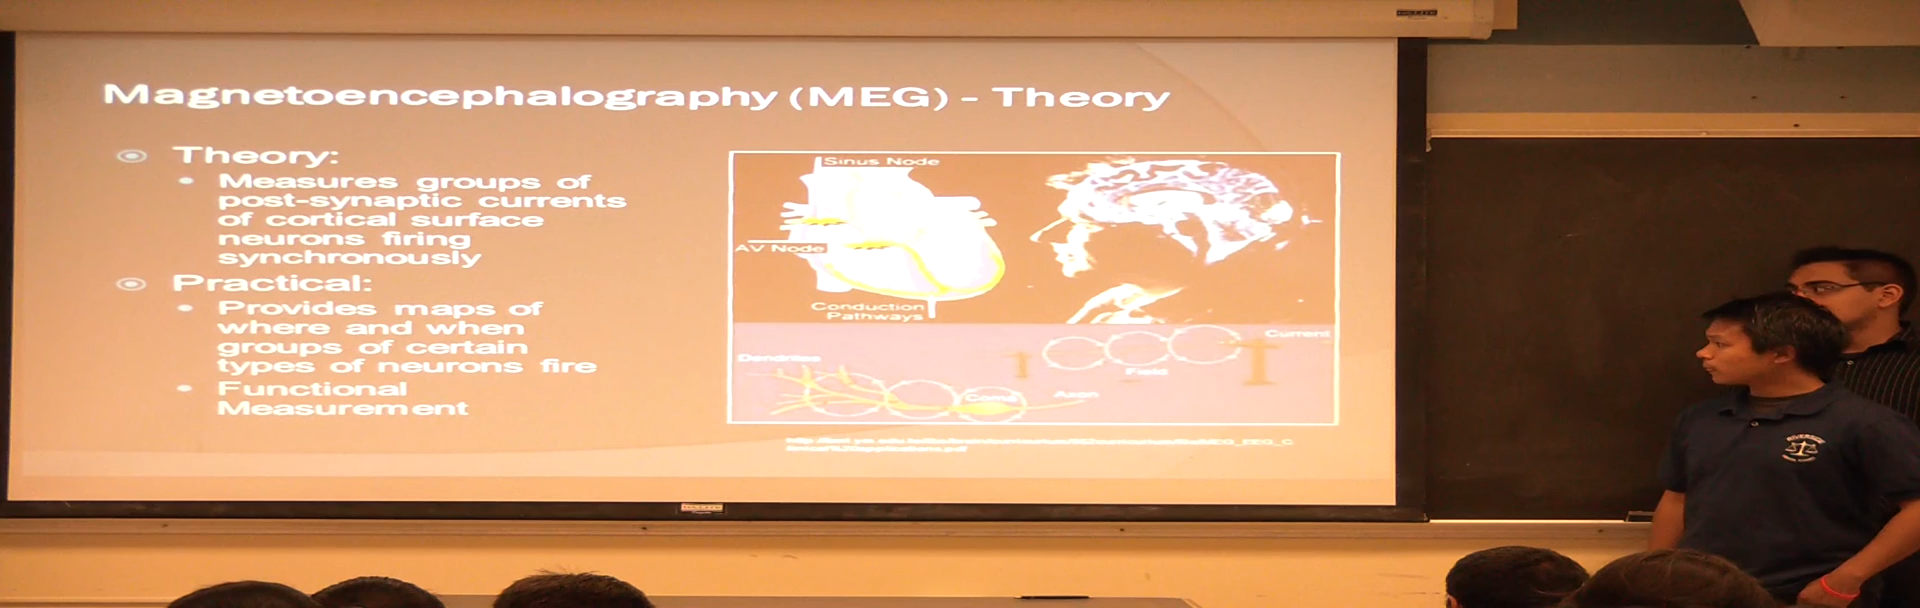 Magnetoencephalography (MEG) - Theory
Theory:
Measures groups of
post-synaptic currents
of cortical surface
neurons firing
synchronously
Practical:
Provides maps of
where and when
groups of certain
types of neurons fire
Functional
Measurement
Sinus Node
AV Node
Conduction
Pathways
Dendrites
Coma
Axon
Field
Current